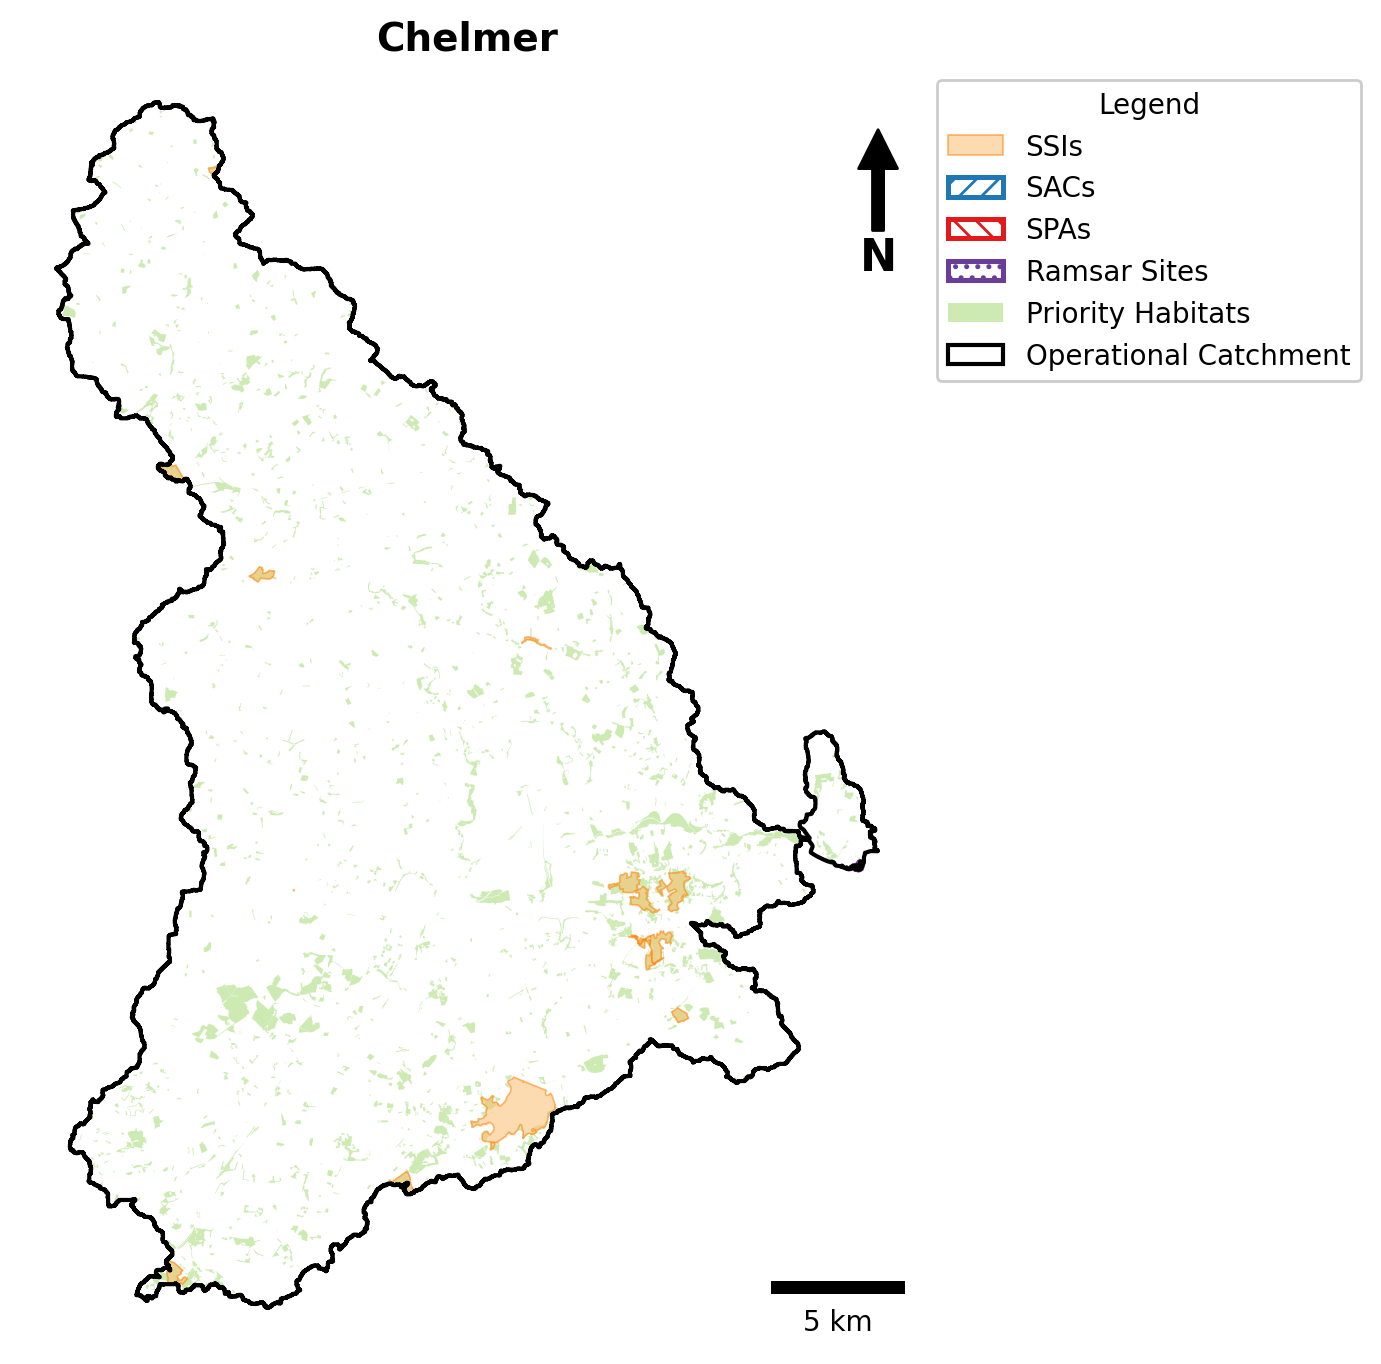 Chelmer
Legend
SSIs
SACs
SPAs
Ramsar Sites
Priority Habitats
Operational Catchment
N
5 km